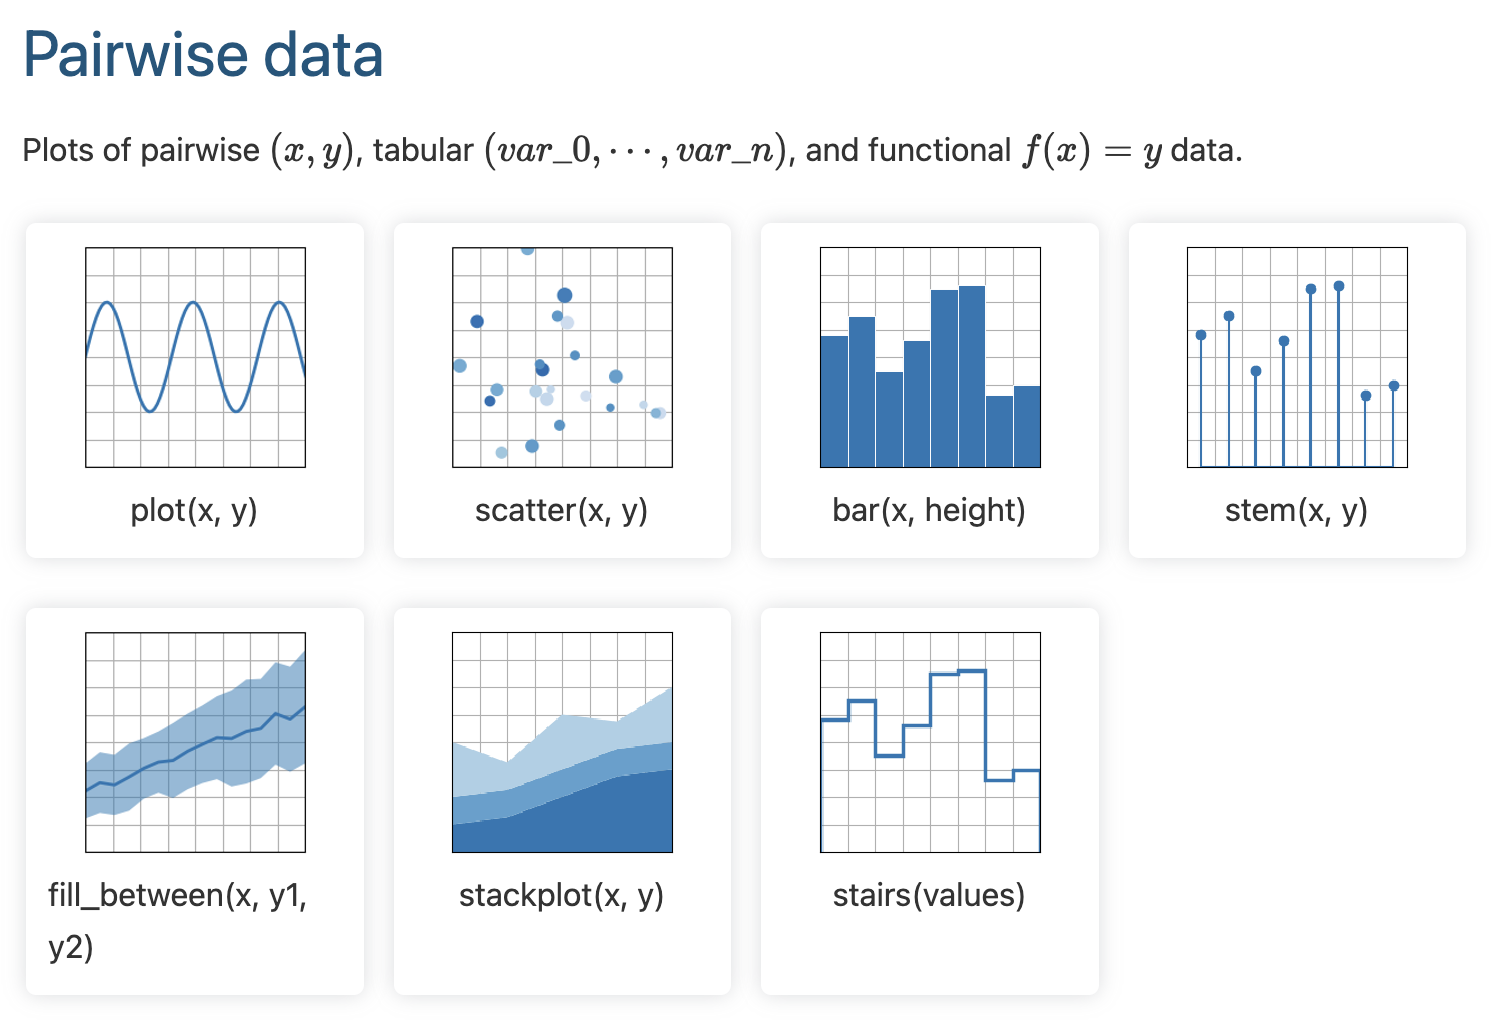 Pairwise data
Plots of pairwise (x, y), tabular (var_0, ⋯, var_n), and functional f(x) = y data.
plot(x, y)
scatter(x, y)
bar(x, height)
stem(x, y)
fill_between(x, y1,
y2)
stackplot(x, y)
stairs(values)